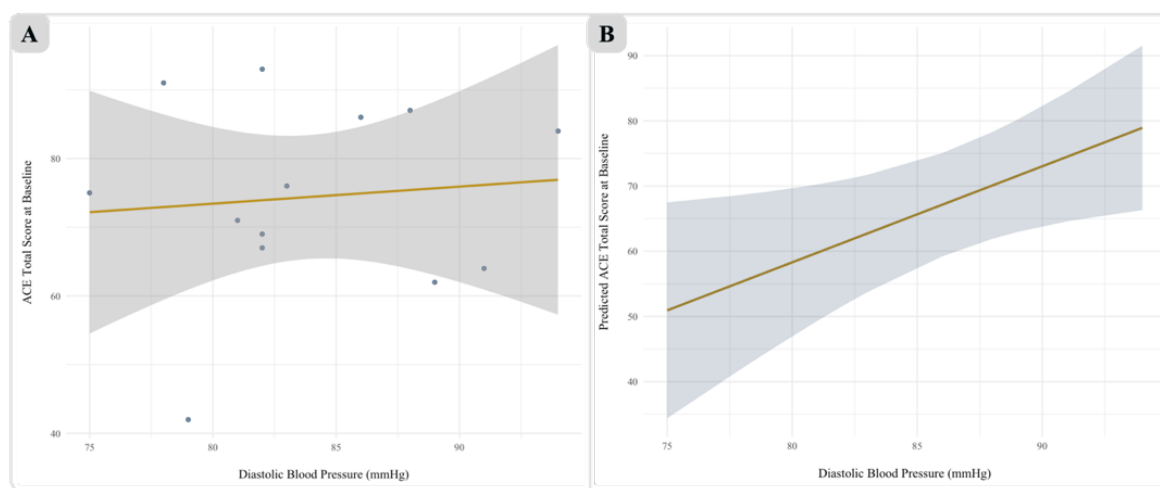 A
B
ACE Total Score at Baseline
80
60
40
75
80
85
90
Diastolic Blood Pressure (mmHg)
Predicted ACE Total Score at Baseline
90
80
70
60
50
40
75
80
85
90
Diastolic Blood Pressure (mmHg)